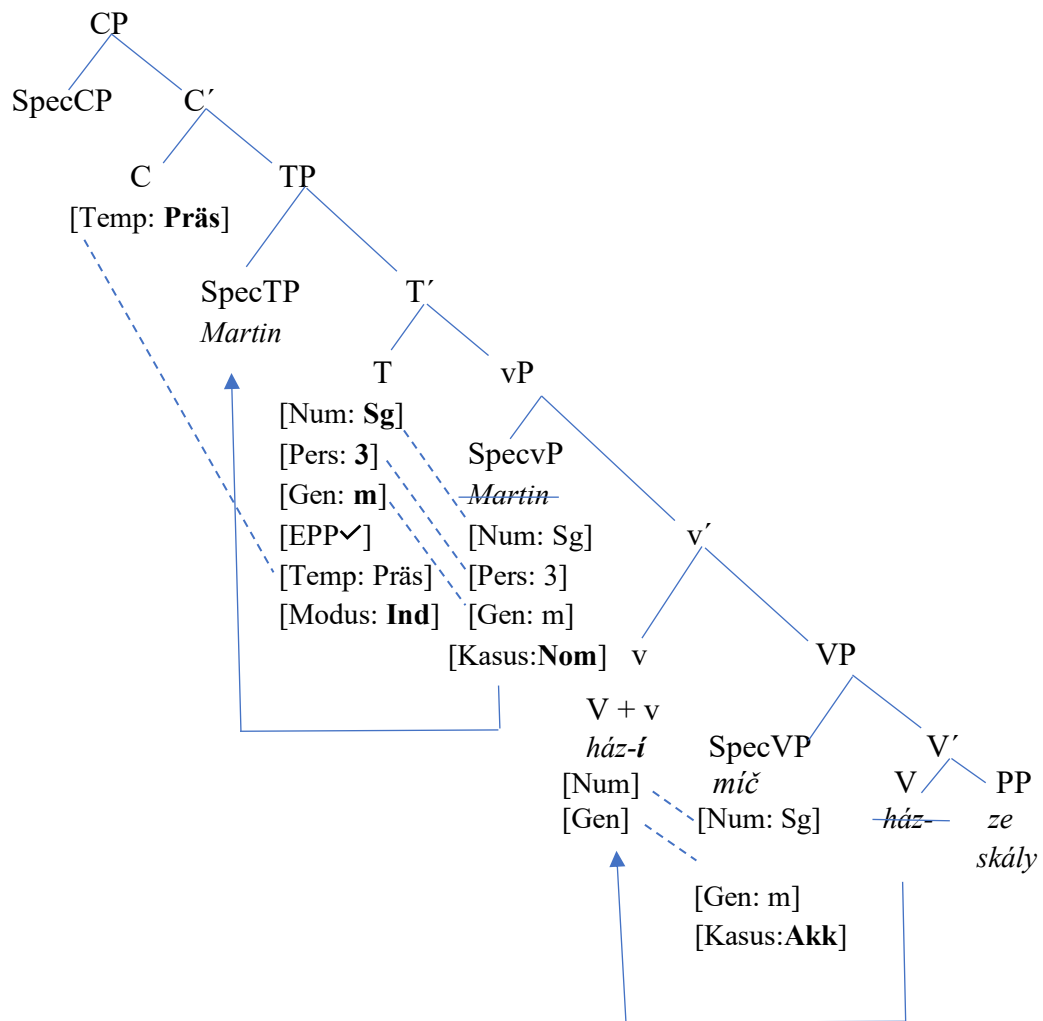 CP
SpecCP C´
C TP
[Temp: Präs]
SpecTP T´
Martin
T vP
[Num: Sg]
[Pers: 3] SpecvP
[Gen: m] Martin
[EPP✓] [Num: Sg] v´
[Temp: Präs] [Pers: 3]
[Modus: Ind] [Gen: m]
[Kasus:Nom] v VP
V + v
ház-í SpecVP V´
[Num] míč V PP
[Gen] [Num: Sg] ház- ze
skály
[Gen: m]
[Kasus:Akk]